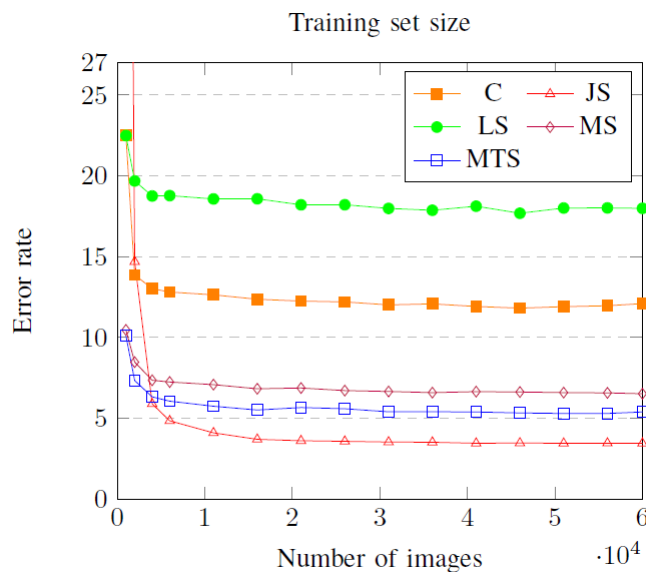 Training set size
27
25
20
15
10
5
0
C JS
LS MS
MTS
Error rate
0 1 2 3 4 5 6
Number of images
·10⁴